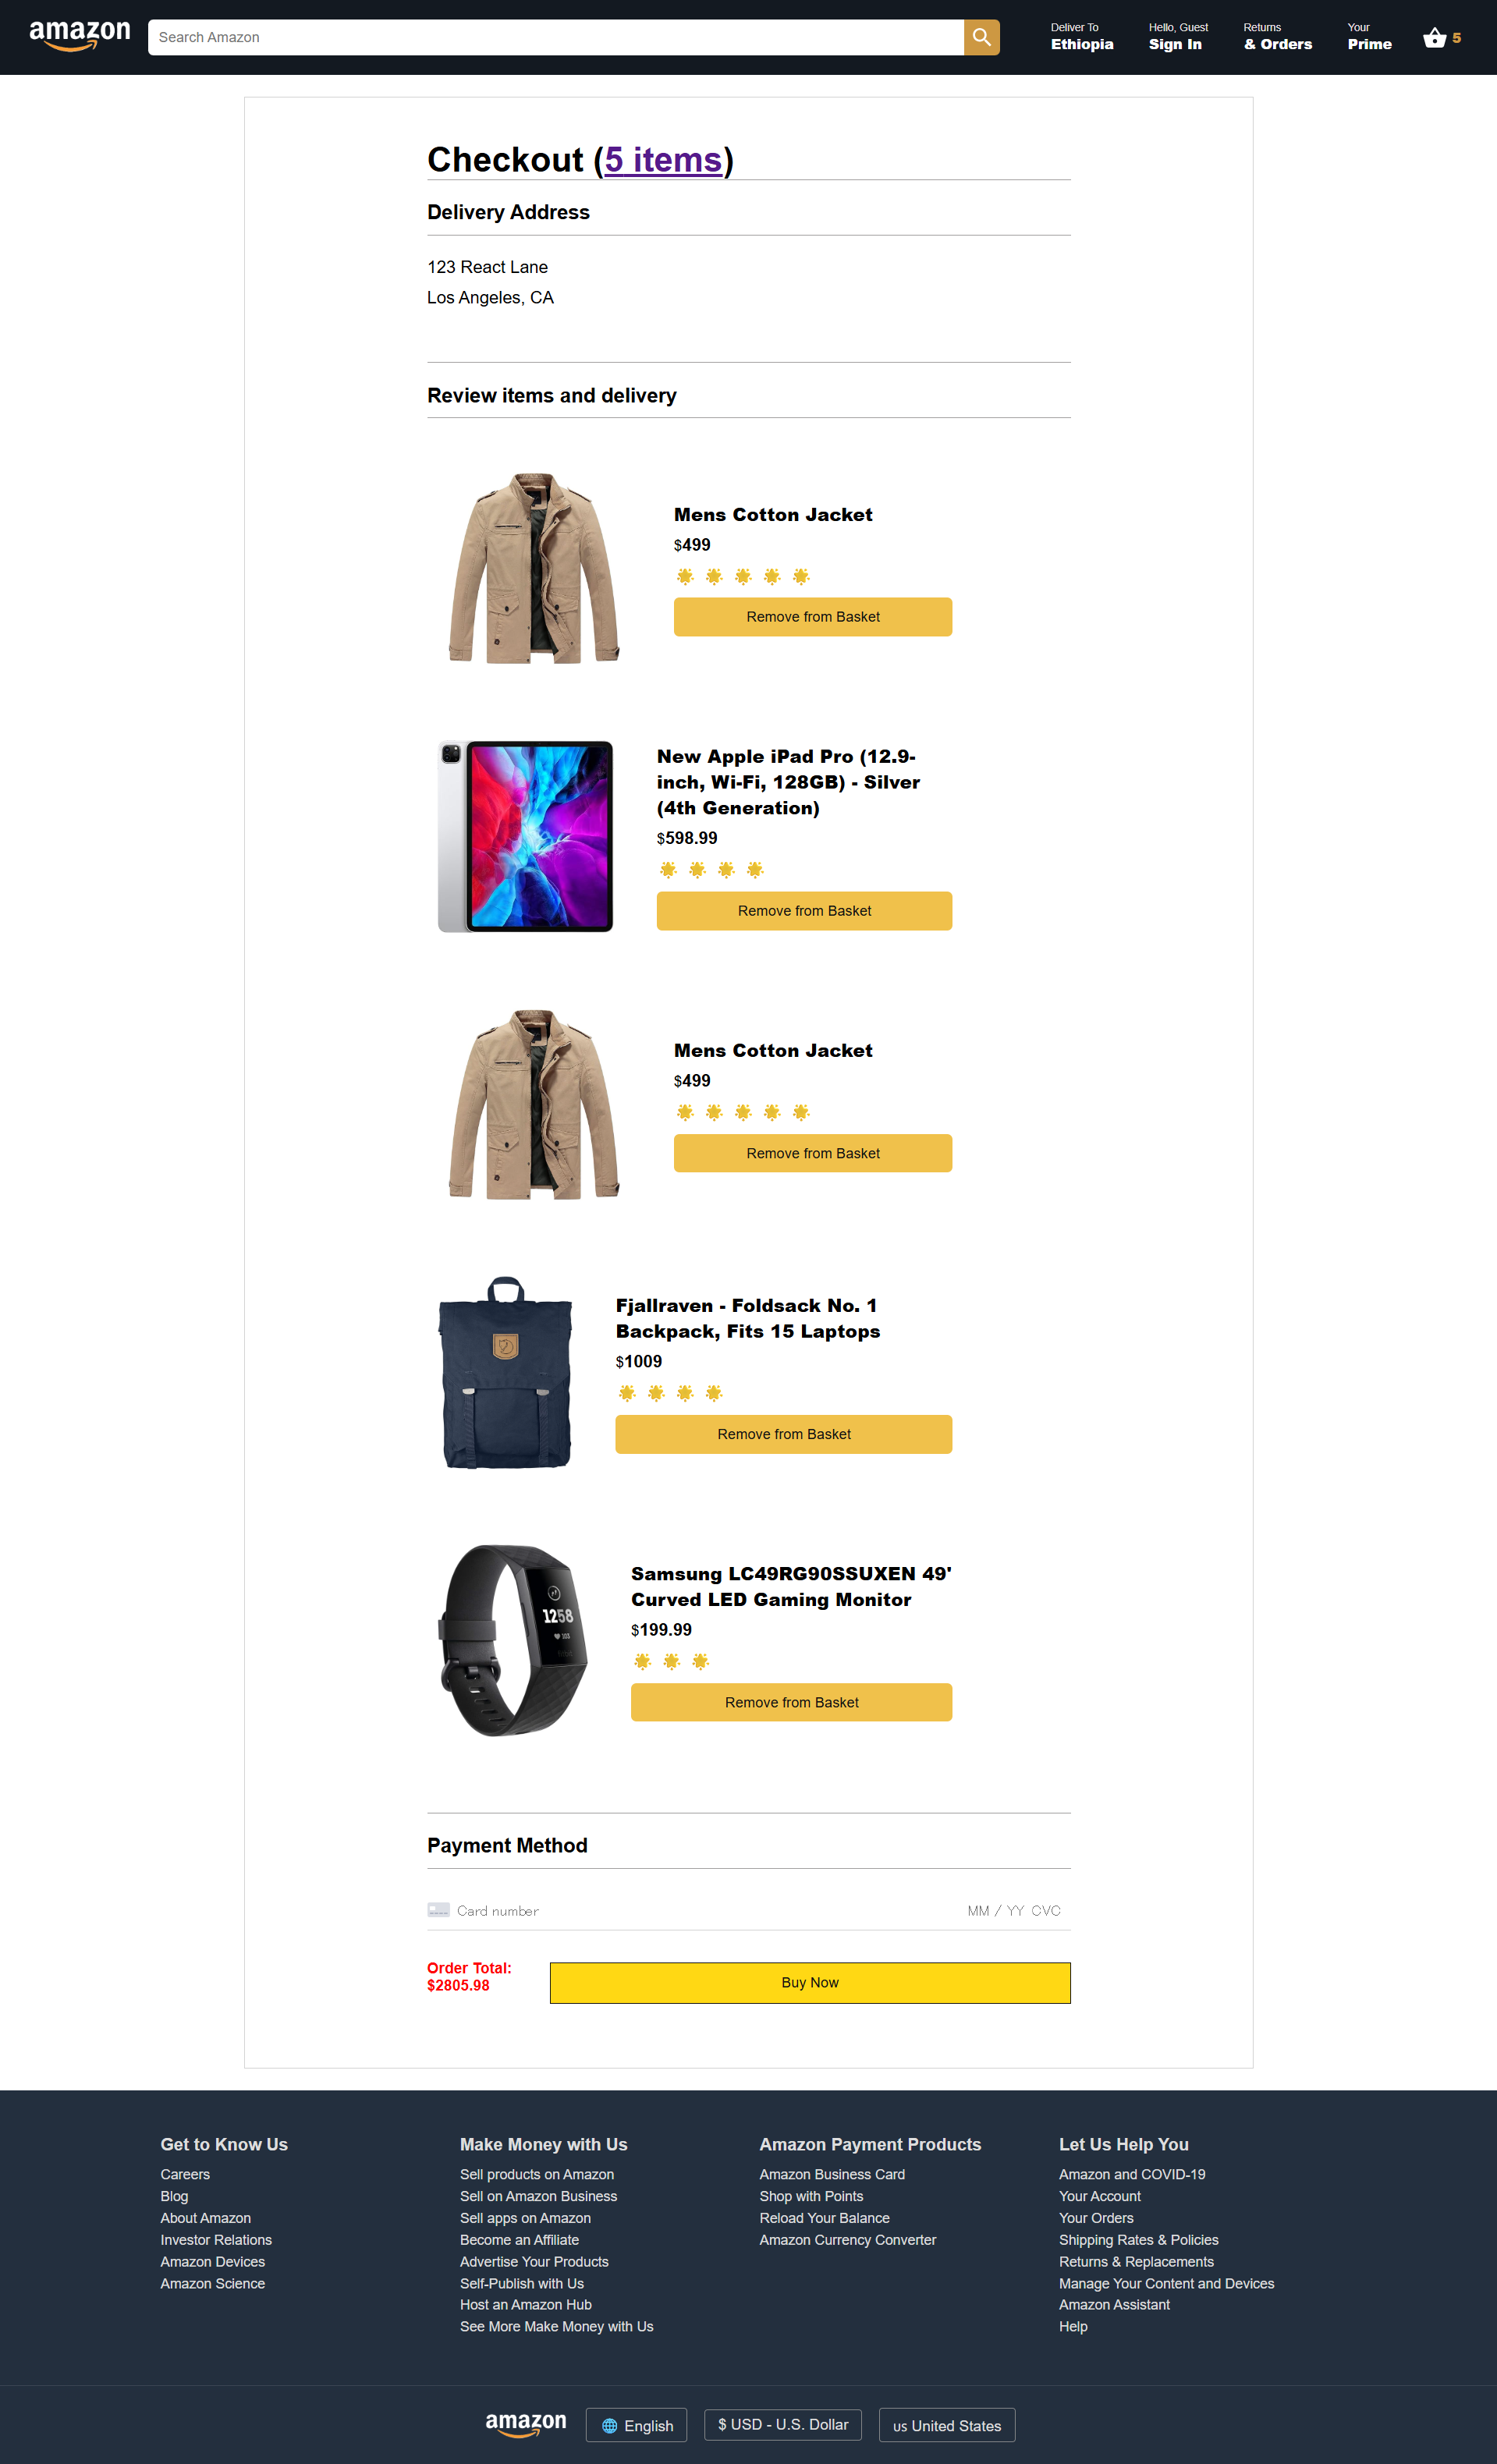 amazon
Search Amazon
Deliver To
Ethiopia
Hello, Guest
Sign In
Returns
& Orders
Your
Prime
5
Checkout (5 items)
Delivery Address
123 React Lane
Los Angeles, CA
Review items and delivery
Mens Cotton Jacket
$499
Remove from Basket
New Apple iPad Pro (12.9-
inch, Wi-Fi, 128GB) - Silver
(4th Generation)
$598.99
Remove from Basket
Mens Cotton Jacket
$499
Remove from Basket
Fjallraven - Foldsack No. 1
Backpack, Fits 15 Laptops
$1009
Remove from Basket
1258
103
Samsung LC49RG90SSUXEN 49'
Curved LED Gaming Monitor
$199.99
Remove from Basket
Payment Method
Card number
MM / YY CVC
Order Total:
$2805.98
Buy Now
Get to Know Us
Careers
Blog
About Amazon
Investor Relations
Amazon Devices
Amazon Science
Make Money with Us
Sell products on Amazon
Sell on Amazon Business
Sell apps on Amazon
Become an Affiliate
Advertise Your Products
Self-Publish with Us
Host an Amazon Hub
See More Make Money with Us
Amazon Payment Products
Amazon Business Card
Shop with Points
Reload Your Balance
Amazon Currency Converter
Let Us Help You
Amazon and COVID-19
Your Account
Your Orders
Shipping Rates & Policies
Returns & Replacements
Manage Your Content and Devices
Amazon Assistant
Help
amazon
English
$ USD - U.S. Dollar
US United States